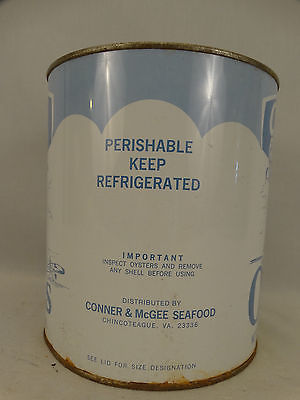 PERISHABLE
KEEP
REFRIGERATED
IMPORTANT
INSPECT OYSTERS AND REMOVE
ANY SHELL BEFORE USING
DISTRIBUTED BY
CONNER & McGEE SEAFOOD
CHINCOTEAGUE, VA. 23336
SEE LID FOR SIZE DESIGNATION